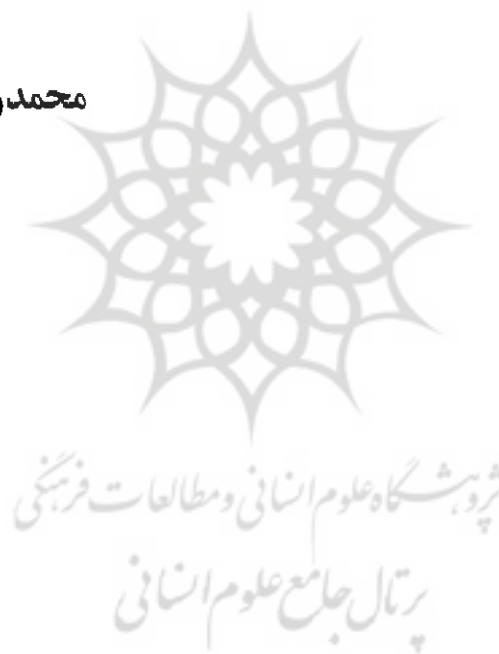 محمد
پژوهشگاه علوم انسانی و مطالعات فرهنگی
پرتال جامع علوم انسانی